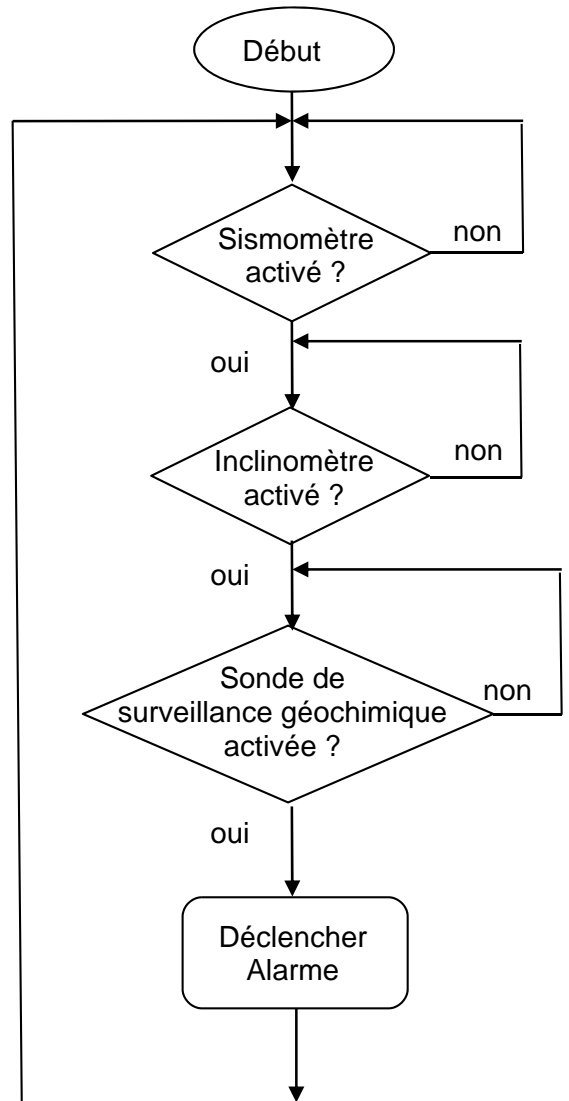 Début
Sismomètre
activé ?
non
oui
Inclinomètre
activé ?
non
oui
Sonde de
surveillance géochimique
activée ?
non
oui
Déclencher
Alarme